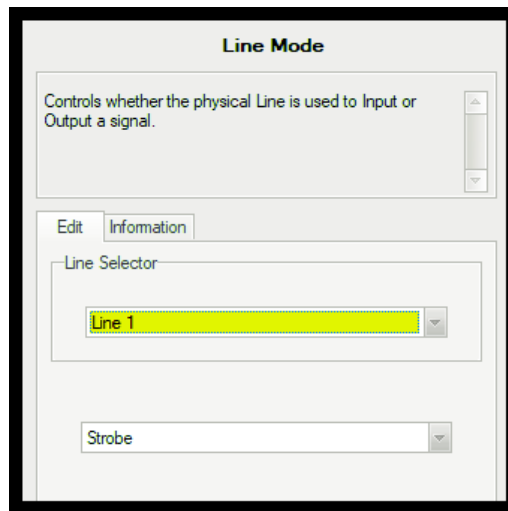 Line Mode
Controls whether the physical Line is used to Input or
Output a signal.
Edit Information
Line Selector
Line 1
Strobe